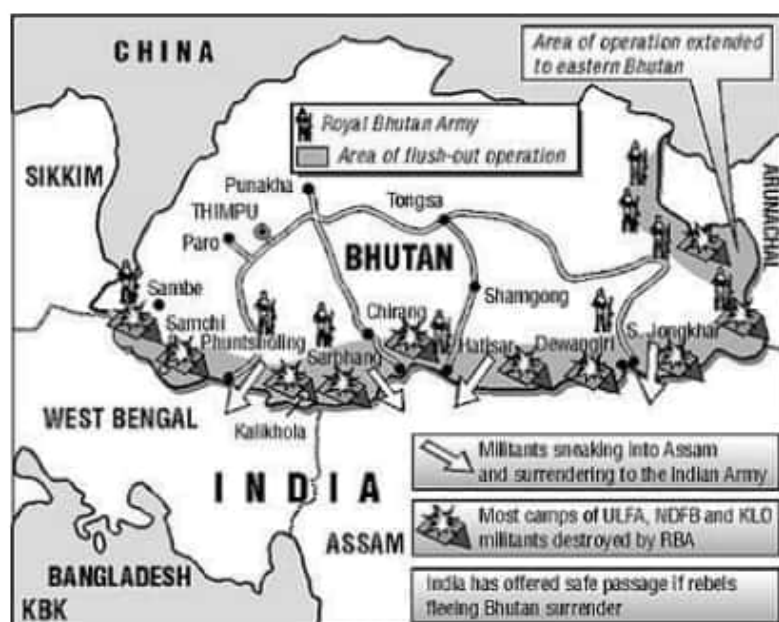 CHINA
Area of operation extended
to eastern Bhutan
Royal Bhutan Army
Area of flush-out operation
SIKKIM
ARUNACHAL
Punakha
THIMPU
Tongsa
Paro
BHUTAN
Sambe
Shamgong
Samchi
Chirang
Phuntsholing
Sarphang
Hatisar
Dewangiri
S. Jongkhar
WEST BENGAL
Kalikhola
INDIA
Militants sneaking into Assam
and surrendering to the Indian Army
ASSAM
Most camps of ULFA, NDFB and KLO
militants destroyed by RBA
BANGLADESH
India has offered safe passage if rebels
fleeing Bhutan surrender
KBK